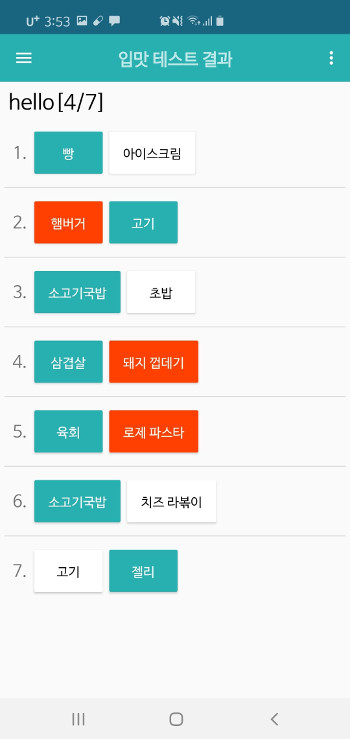 U+ 3:53
입맛 테스트 결과
hello [4/7]
1. 빵 아이스크림
2. 햄버거 고기
3. 소고기국밥 초밥
4. 삼겹살 돼지 껍데기
5. 육회 로제 파스타
6. 소고기국밥 치즈 라볶이
7. 고기 젤리